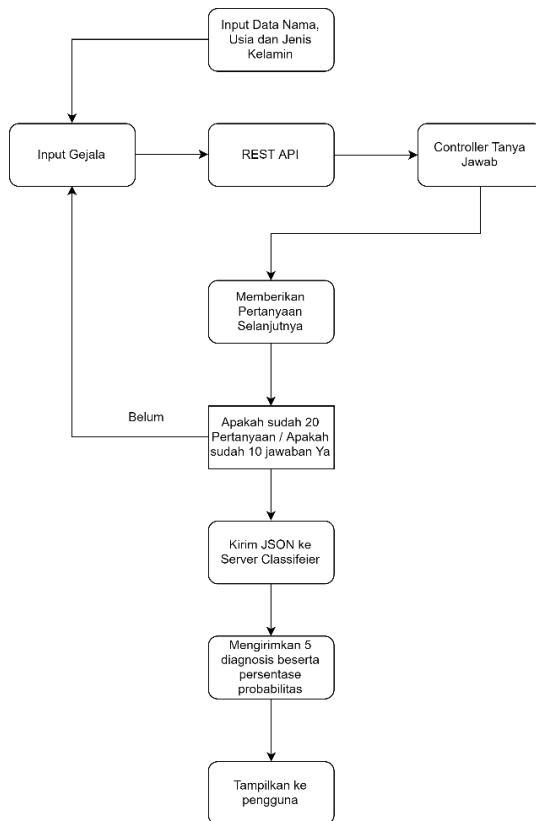 Input Data Nama,
Usia dan Jenis
Kelamin
Input Gejala
REST API
Controller Tanya
Jawab
Memberikan
Pertanyaan
Selanjutnya
Belum
Apakah sudah 20
Pertanyaan / Apakah
sudah 10 jawaban Ya
Kirim JSON ke
Server Classifeier
Mengirimkan 5
diagnosis beserta
persentase
probabilitas
Tampilkan ke
pengguna